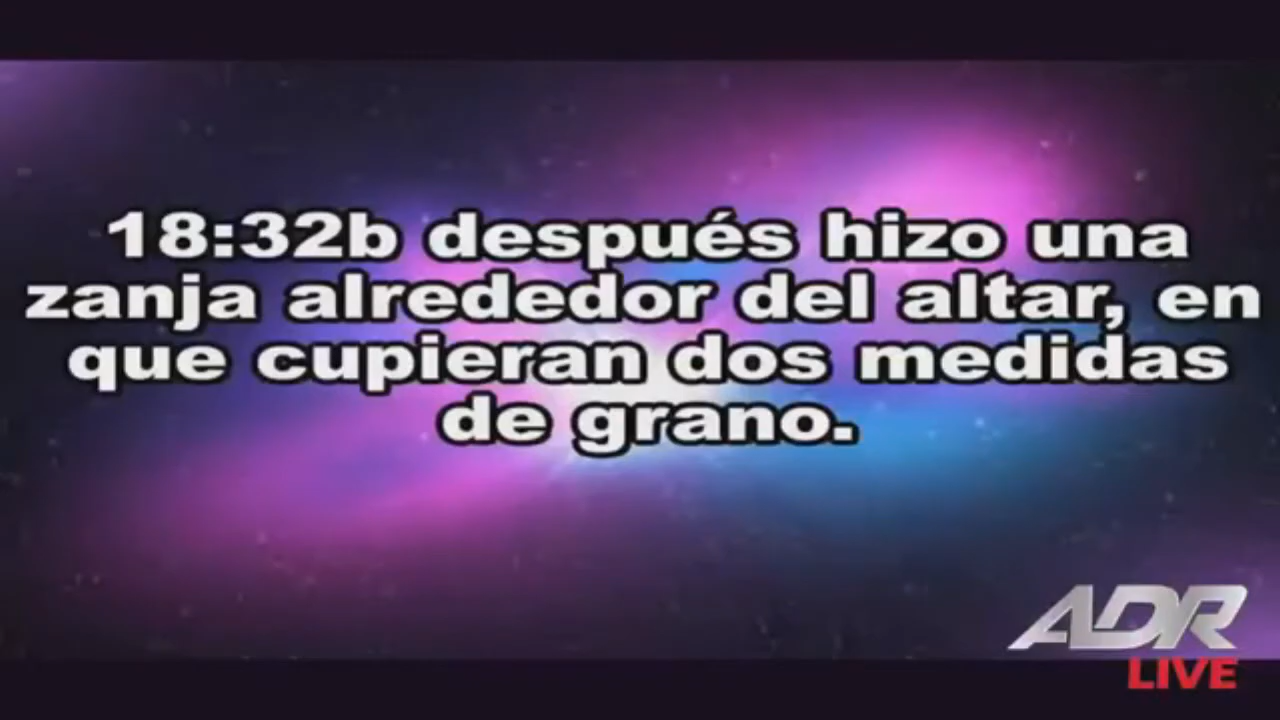 18:32b después hizo una
zanja alrededor del altar, en
que cupieran dos medidas
de grano.
ADR
LIVE